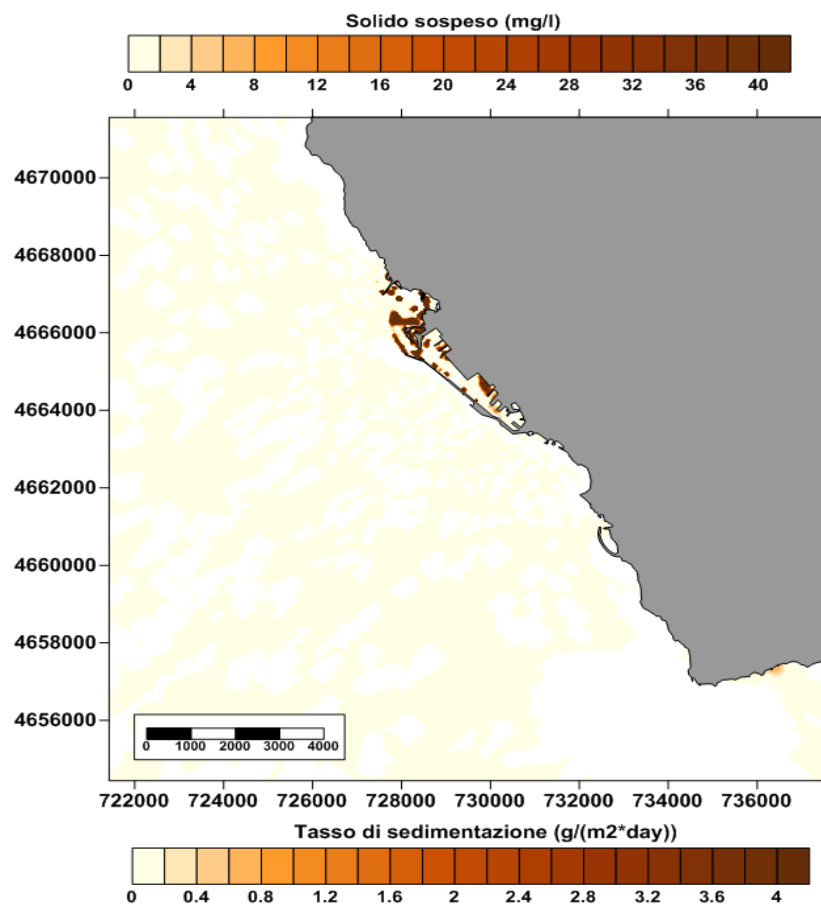 Solido sospeso (mg/l)
0 4 8 12 16 20 24 28 32 36 40
4670000
4668000
4666000
4664000
4662000
4660000
4658000
4656000
0 1000 2000 3000 4000
722000 724000 726000 728000 730000 732000 734000 736000
Tasso di sedimentazione (g/(m2*day))
0 0.4 0.8 1.2 1.6 2 2.4 2.8 3.2 3.6 4